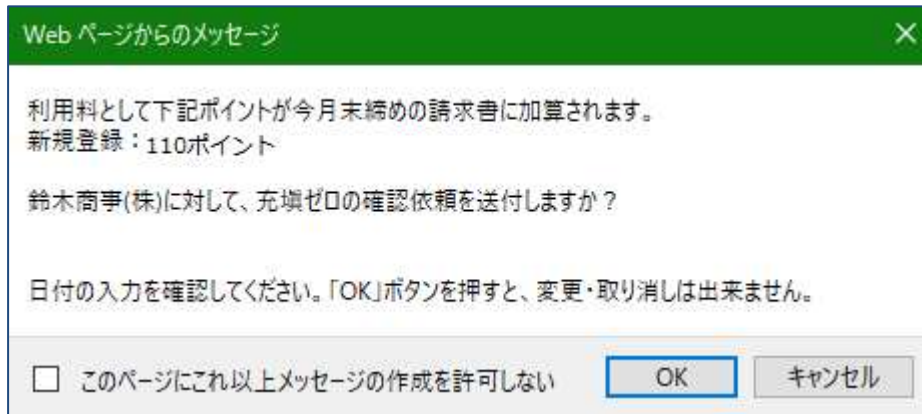 Web ページからのメッセージ
利用料として下記ポイントが今月末締めの請求書に加算されます。
新規登録：110ポイント
鈴木商事(株)に対して、充塡ゼロの確認依頼を送付しますか？
日付の入力を確認してください。「OK」ボタンを押すと、変更・取り消しは出来ません。
このページにこれ以上メッセージの作成を許可しない
OK
キャンセル